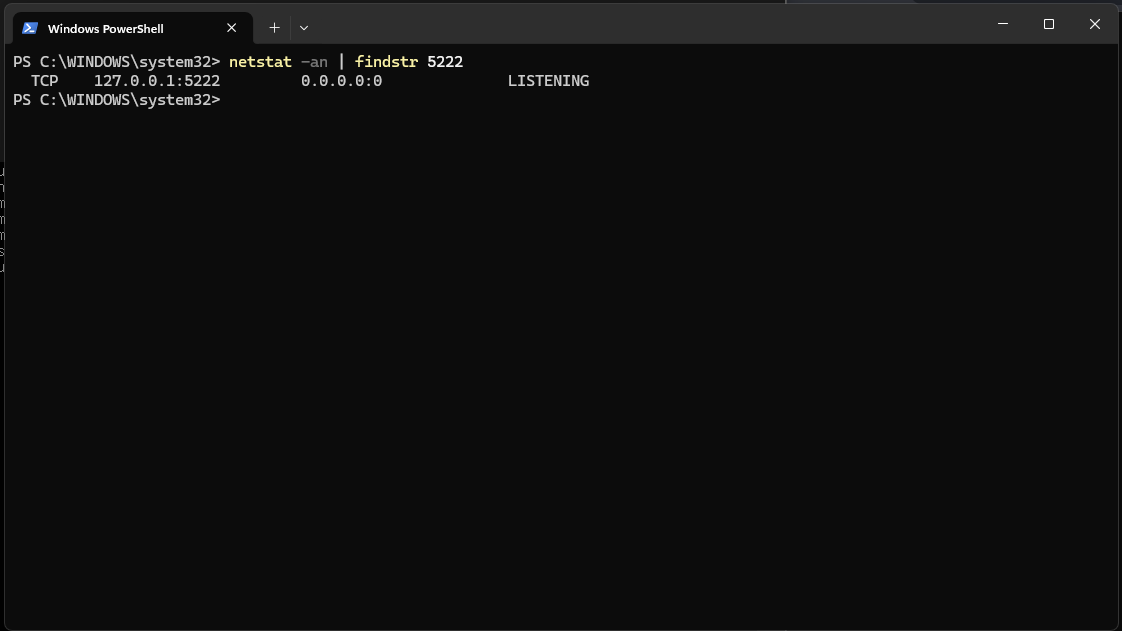 Windows PowerShell
PS C:\WINDOWS\system32> netstat -an | findstr 5222
  TCP    127.0.0.1:5222         0.0.0.0:0              LISTENING
PS C:\WINDOWS\system32>